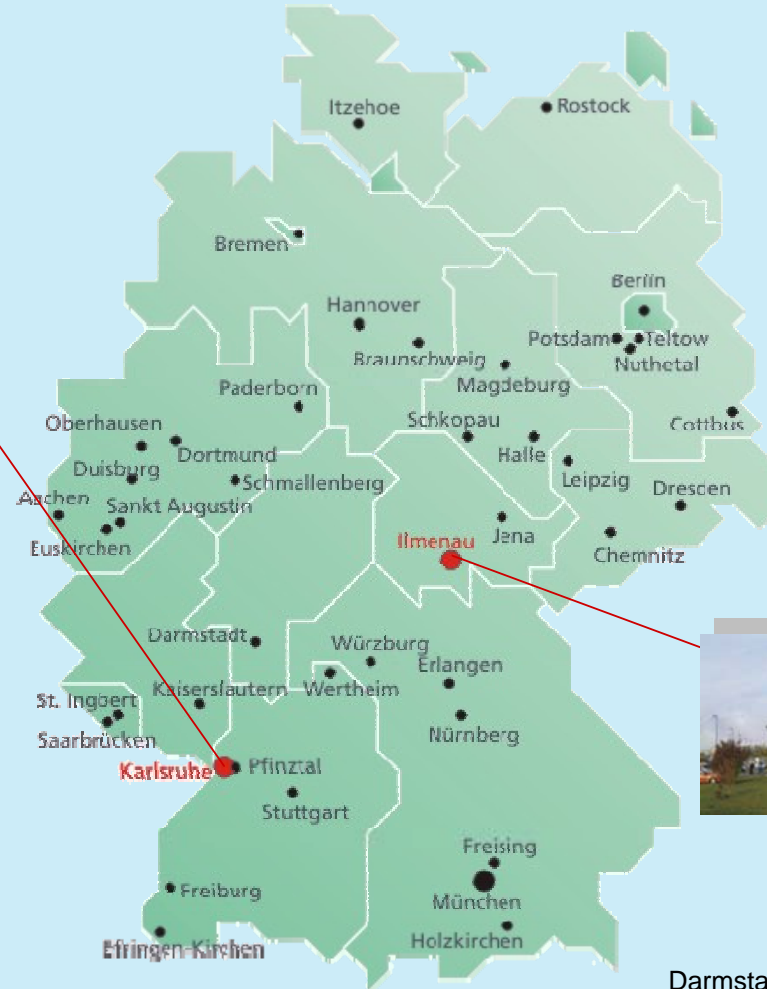 Itzehoe
Rostock
Bremen
Berlin
Hannover
Potsdam
Teltow
Braunschweig
Nuthetal
Magdeburg
Paderborn
Schkopau
Cottbus
Oberhausen
Dortmund
Halle
Duisburg
Schmallenberg
Leipzig
Dresden
Aachen
Sankt Augustin
Ilmenau
Jena
Euskirchen
Chemnitz
Darmstadt
Würzburg
Erlangen
St. Ingbert
Kaiserslautern
Wertheim
Saarbrücken
Nürnberg
Karlsruhe
Pfinztal
Stuttgart
Freising
Freiburg
München
Efringen-Kirchen
Holzkirchen
Darmsta